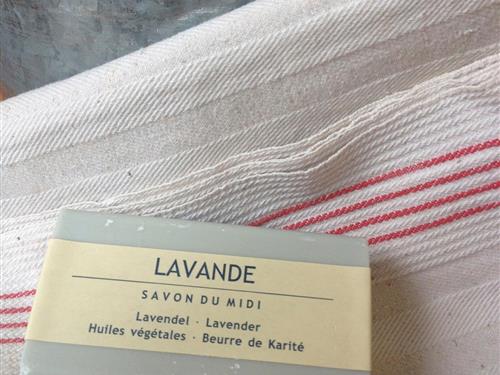 LAVANDE
SAVON DU MIDI
Lavendel · Lavender
Huiles végétales · Beurre de Karité